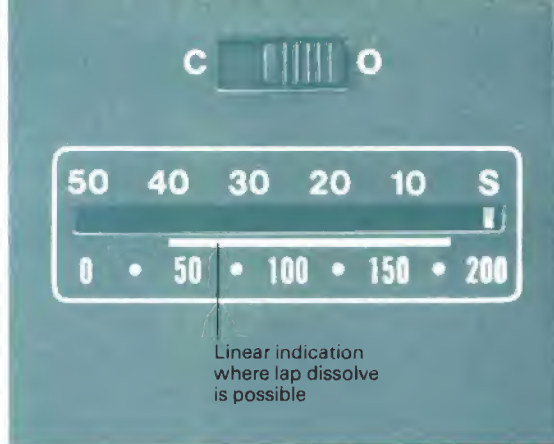 C O
50 40 30 20 10 S
0 • 50 • 100 • 150 • 200
Linear indication
where lap dissolve
is possible